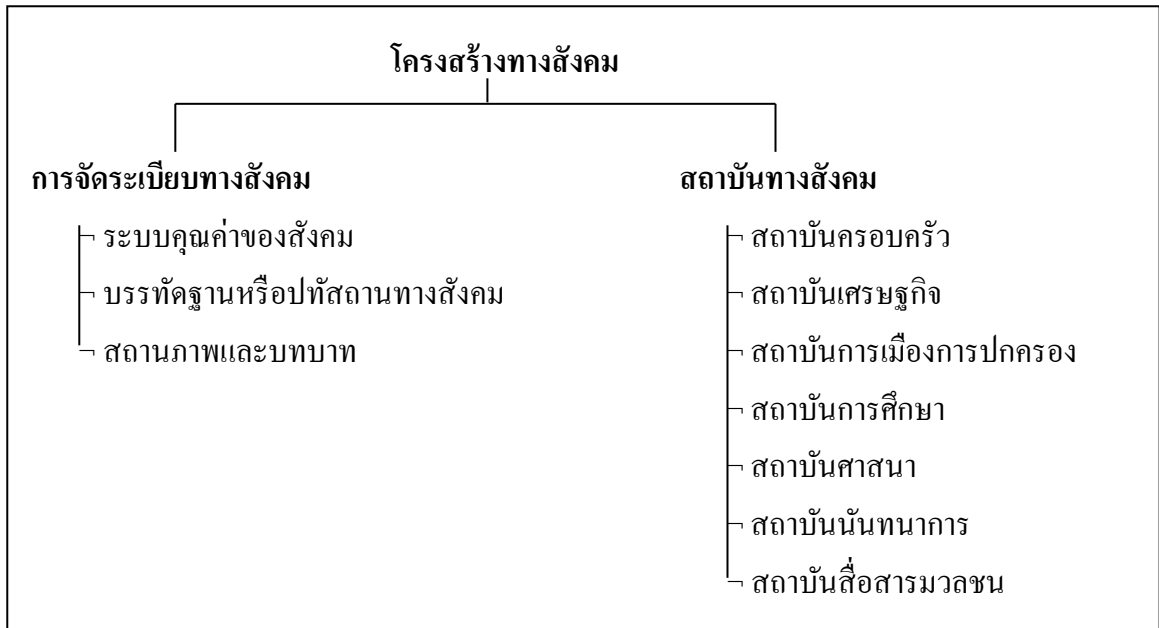 โครงสร้างทางสังคม
การจัดระเบียบทางสังคม
ระบบคุณค่าของสังคม
บรรทัดฐานหรือปทัสถานทางสังคม
สถานภาพและบทบาท
สถาบันทางสังคม
สถาบันครอบครัว
สถาบันเศรษฐกิจ
สถาบันการเมืองการปกครอง
สถาบันการศึกษา
สถาบันศาสนา
สถาบันนันทนาการ
สถาบันสื่อสารมวลชน